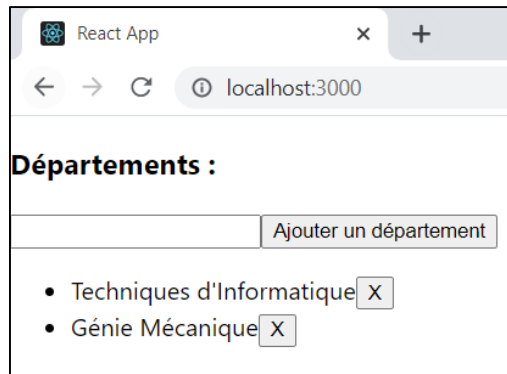 React App
localhost:3000
Départements :
Ajouter un département
Techniques d'Informatique X
Génie Mécanique X